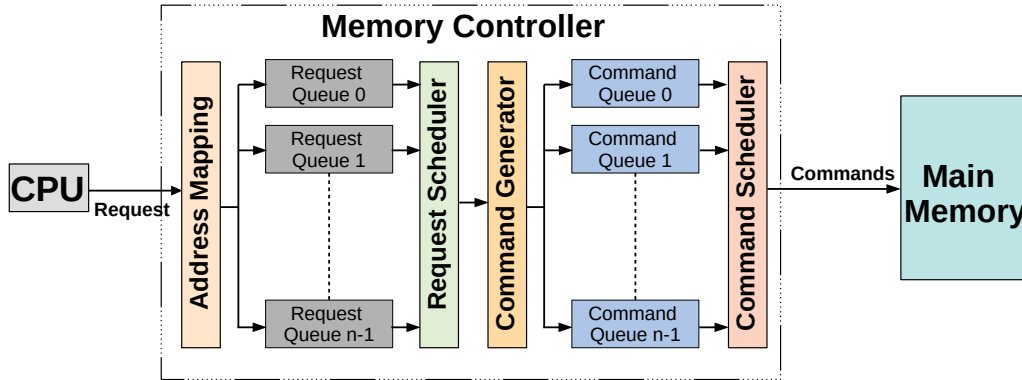 Memory Controller
CPU
Request
Address Mapping
Request
Queue 0
Request
Queue 1
Request
Queue n-1
Request Scheduler
Command Generator
Command
Queue 0
Command
Queue 1
Command
Queue n-1
Command Scheduler
Commands
Main
Memory